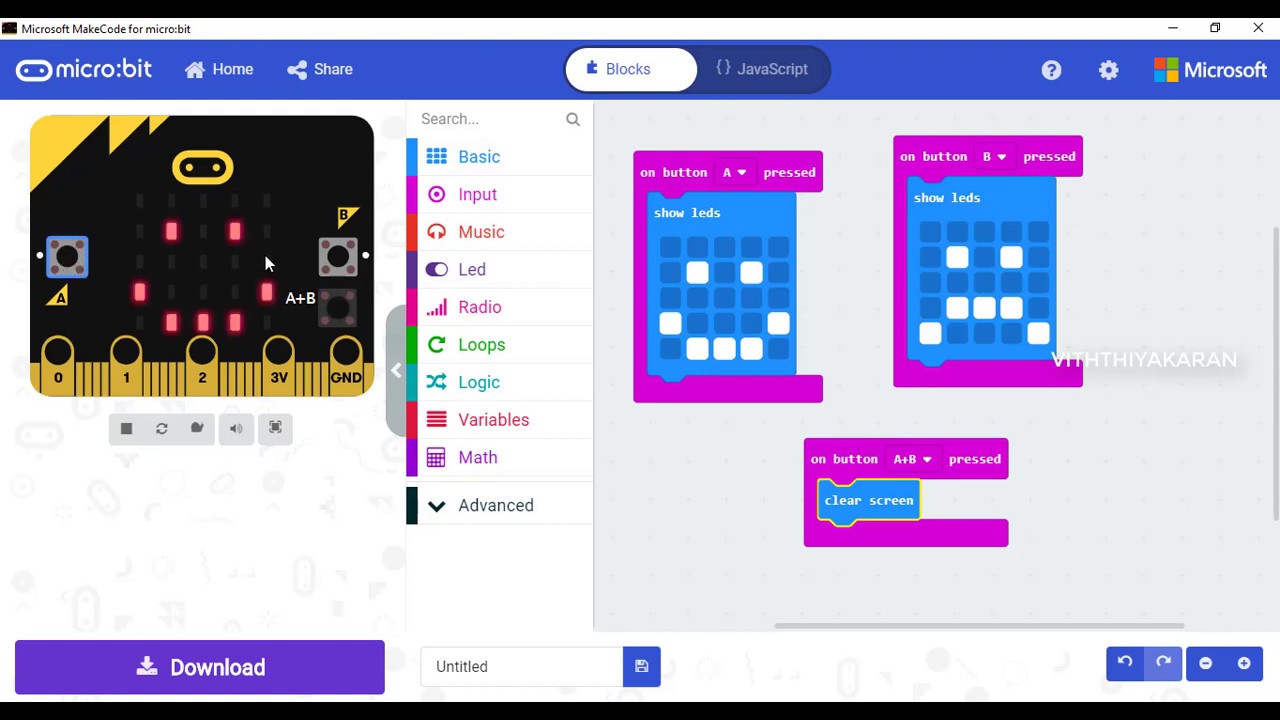 Microsoft MakeCode for micro:bit
micro:bit
Home
Share
Blocks
{} JavaScript
?
Microsoft
B
A
A+B
0
1
2
3V
GND
Search...
Basic
Input
Music
Led
Radio
Loops
Logic
Variables
Math
Advanced
on button A pressed
show leds
on button B pressed
show leds
VITHTHIYAKARAN
on button A+B pressed
clear screen
Download
Untitled